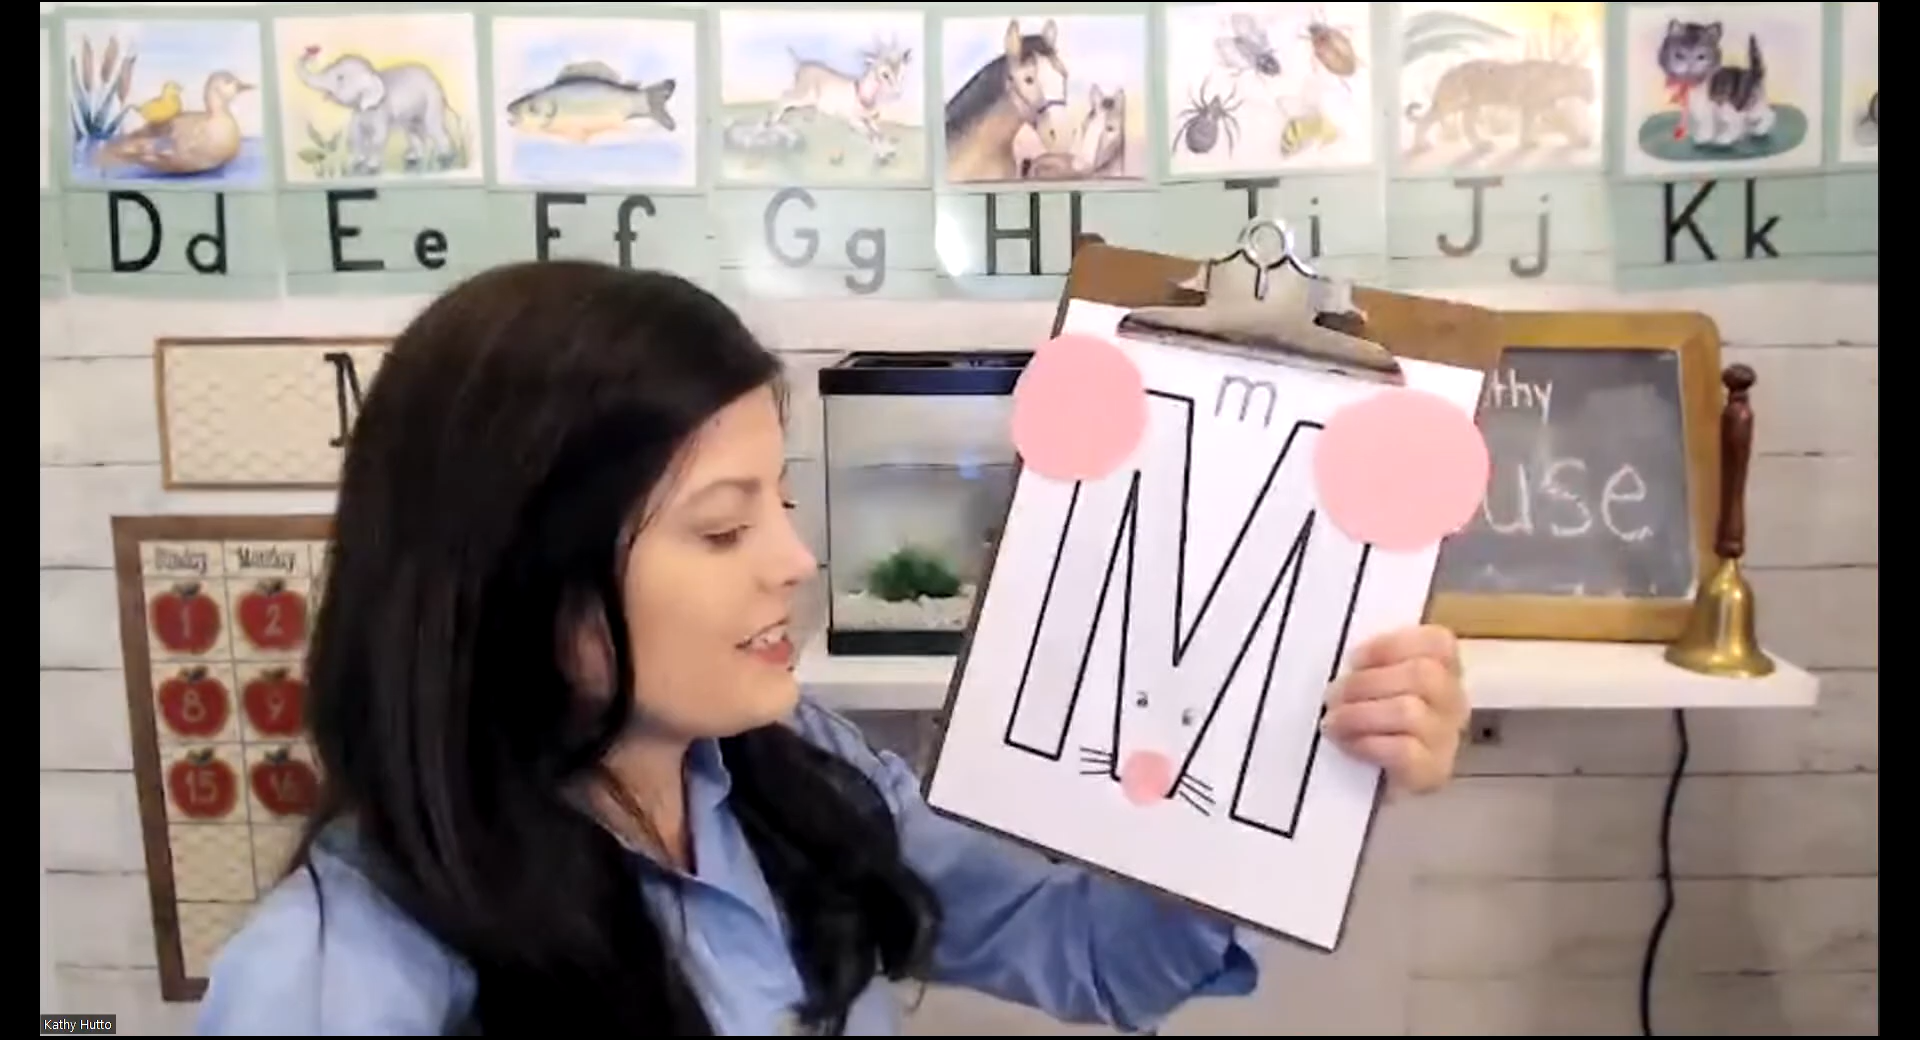 Dd Ee Ff Gg Hh Ii Jj Kk
M
m
M
use
Sunday Monday
1 2
8 9
15 16
Kathy Hutto